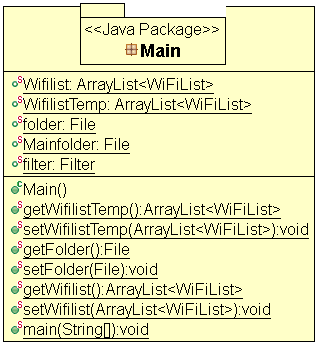 <<Java Package>>
Main
Wifilist: ArrayList<WiFiList>
WifilistTemp: ArrayList<WiFiList>
folder: File
Mainfolder: File
filter: Filter
Main()
getWifilistTemp():ArrayList<WiFiList>
setWifilistTemp(ArrayList<WiFiList>):void
getFolder():File
setFolder(File):void
getWifilist():ArrayList<WiFiList>
setWifilist(ArrayList<WiFiList>):void
main(String[]):void